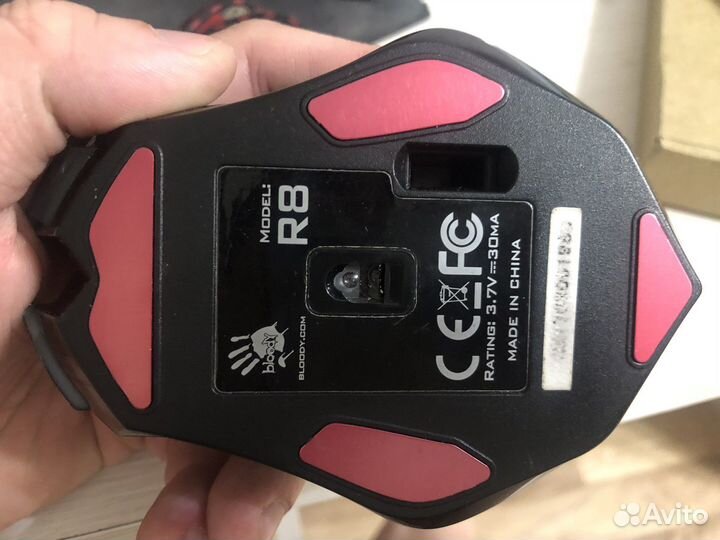 MODEL:
R8
bloody
BLOODY.COM
CE FC
RATING: 3.7V⎓30MA
MADE IN CHINA
Avito